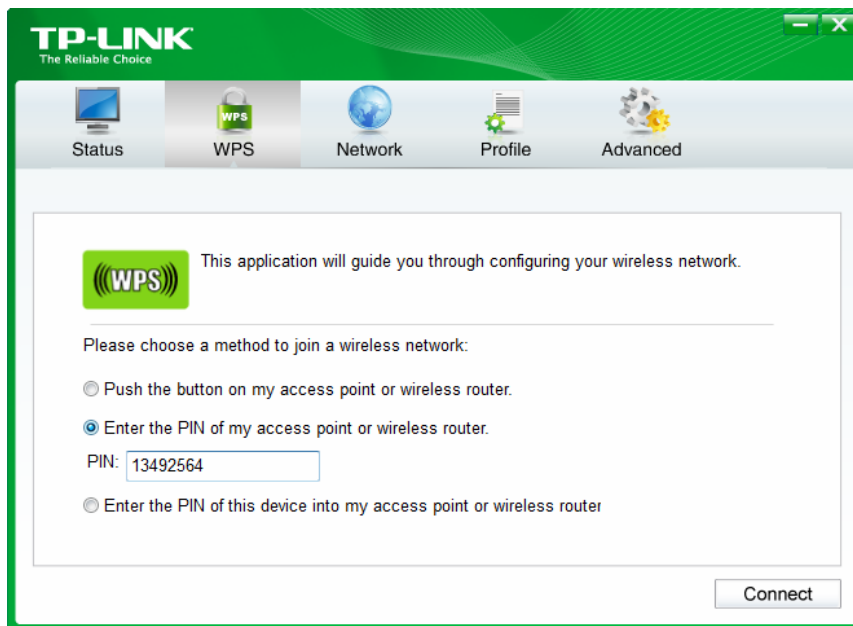 TP-LINK
The Reliable Choice
Status WPS Network Profile Advanced
WPS
(((WPS))) This application will guide you through configuring your wireless network.
Please choose a method to join a wireless network:
Push the button on my access point or wireless router.
Enter the PIN of my access point or wireless router.
PIN: 13492564
Enter the PIN of this device into my access point or wireless router
Connect